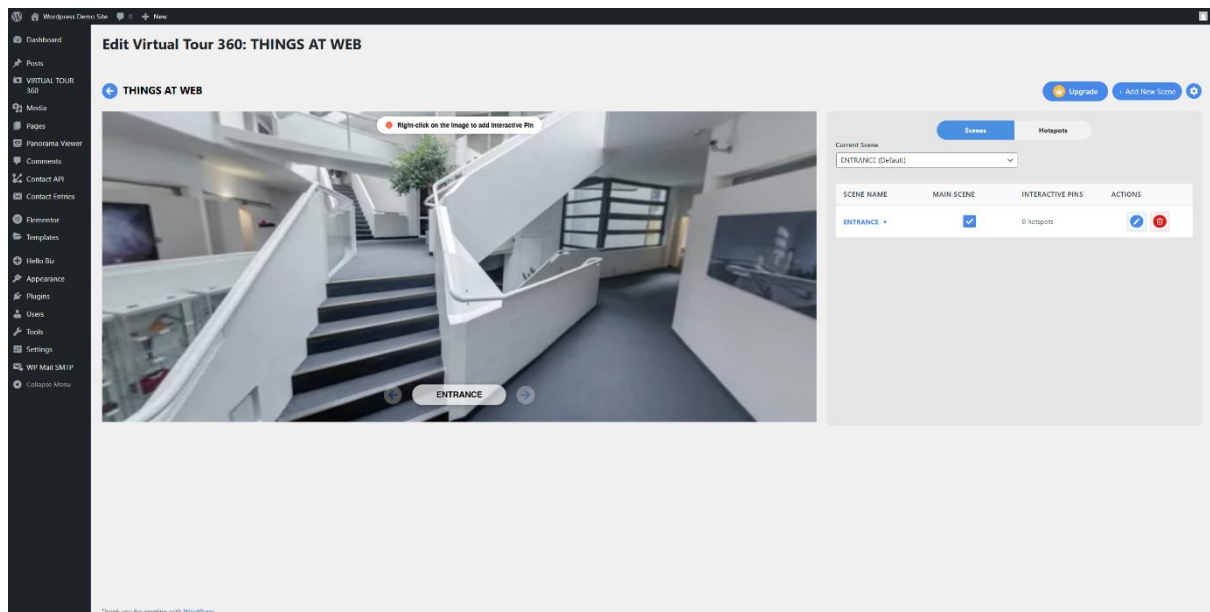 Wordpress Demo Site 0 New
Dashboard
Posts
VIRTUAL TOUR
360
Media
Pages
Panorama Viewer
Comments
Contact API
Contact Entries
Elementor
Templates
Hello Biz
Appearance
Plugins
Users
Tools
Settings
WP Mail SMTP
Collapse Menu
Edit Virtual Tour 360: THINGS AT WEB
THINGS AT WEB
Upgrade
+ Add New Scene
Right-click on the image to add Interactive Pin
ENTRANCE
Scenes Hotspots
Current Scene
ENTRANCE (Default)
SCENE NAME MAIN SCENE INTERACTIVE PINS ACTIONS
ENTRANCE 0 hotspots
Thank you for creating with WordPress.